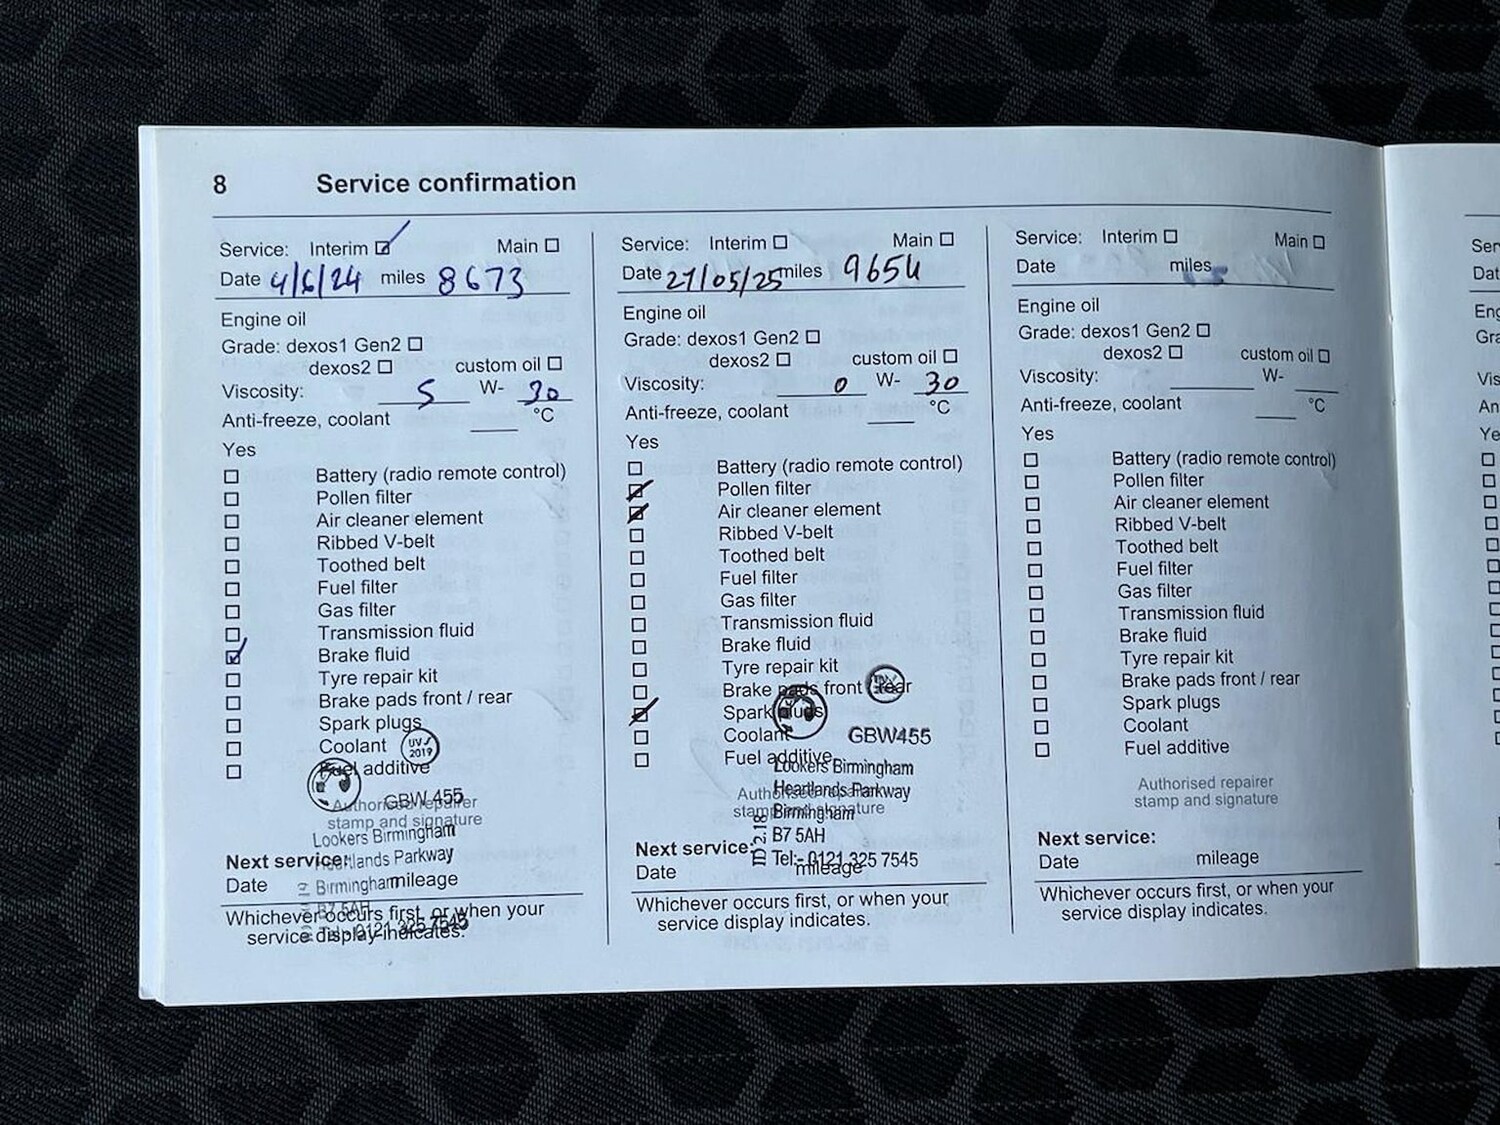 8 Service confirmation
Service: Interim Main
Date 4/6/24 miles 8673
Engine oil
Grade: dexos1 Gen2
dexos2 custom oil
Viscosity: 5 W- 30
Anti-freeze, coolant °C
Yes
Battery (radio remote control)
Pollen filter
Air cleaner element
Ribbed V-belt
Toothed belt
Fuel filter
Gas filter
Transmission fluid
Brake fluid
Tyre repair kit
Brake pads front / rear
Spark plugs
Coolant
UV✓
2019
Fuel additive
GBW 455
Authorised repairer
stamp and signature
Lookers Birmingham
Heartlands Parkway
Next service:
Birmingham
Date mileage
B7 5AH
Tel:- 0121 325 7545
Whichever occurs first, or when your
service display indicates.
Service: Interim Main
Date 27/05/25 miles 9654
Engine oil
Grade: dexos1 Gen2
dexos2 custom oil
Viscosity: 0 W- 30
Anti-freeze, coolant °C
Yes
Battery (radio remote control)
Pollen filter
Air cleaner element
Ribbed V-belt
Toothed belt
Fuel filter
Gas filter
Transmission fluid
Brake fluid
Tyre repair kit
Brake pads front / rear
Spark plugs
Coolant
GBW455
Fuel additive
Lookers Birmingham
Heartlands Parkway
Authorised repairer
stamp and signature
Birmingham
B7 5AH
Next service:
Tel:- 0121 325 7545
Date mileage
Whichever occurs first, or when your
service display indicates.
Service: Interim Main
Date miles
Engine oil
Grade: dexos1 Gen2
dexos2 custom oil
Viscosity: W-
Anti-freeze, coolant °C
Yes
Battery (radio remote control)
Pollen filter
Air cleaner element
Ribbed V-belt
Toothed belt
Fuel filter
Gas filter
Transmission fluid
Brake fluid
Tyre repair kit
Brake pads front / rear
Spark plugs
Coolant
Fuel additive
Authorised repairer
stamp and signature
Next service:
Date mileage
Whichever occurs first, or when your
service display indicates.